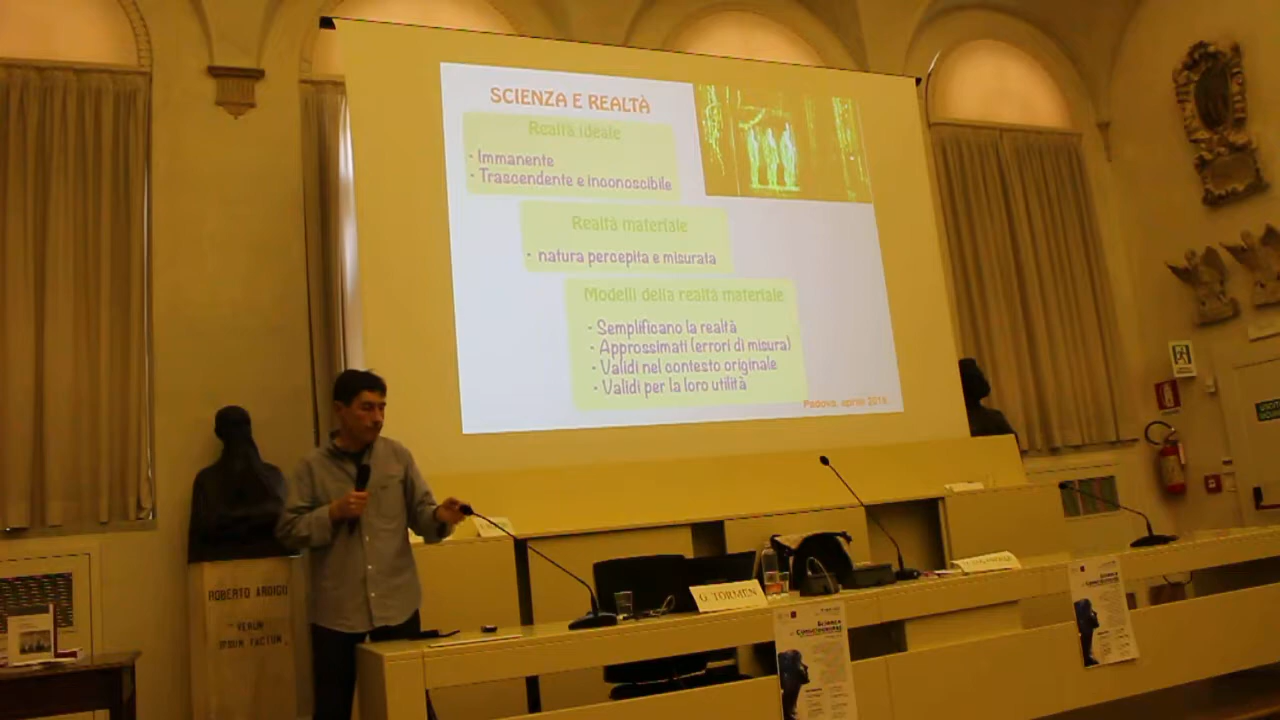 SCIENZA E REALTÀ
Realtà ideale
- Immanente
- Trascendente e inconoscibile
Realtà materiale
- natura percepita e misurata
Modelli della realtà materiale
- Semplificano la realtà
- Approssimati (errori di misura)
- Validi nel contesto originale
- Validi per la loro utilità
Padova, aprile
ROBERTO ARDIGO
VERUM
IPSUM FACTUM
G. TORMEN
Scienza